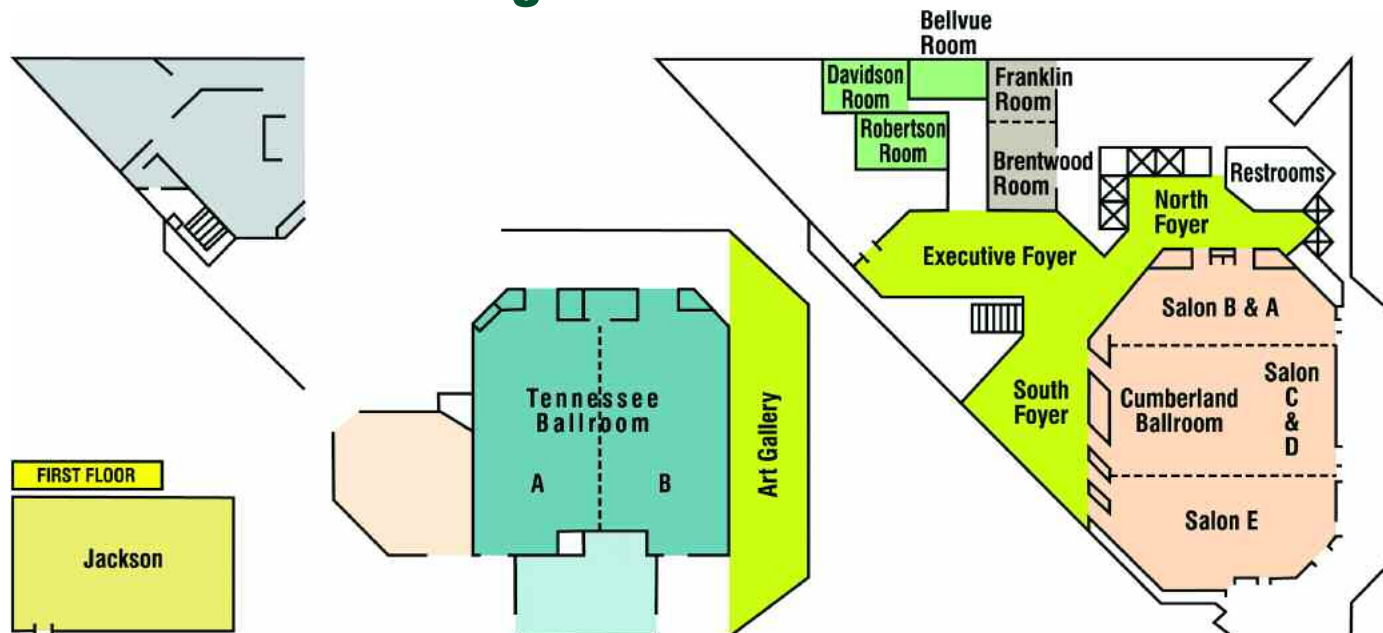 Bellvue
Room
Davidson
Room
Franklin
Room
Robertson
Room
Brentwood
Room
Restrooms
North
Foyer
Executive Foyer
Salon B & A
South
Foyer
Cumberland
Ballroom
Salon
C
&
D
Salon E
Tennessee
Ballroom
A
B
Art Gallery
FIRST FLOOR
Jackson